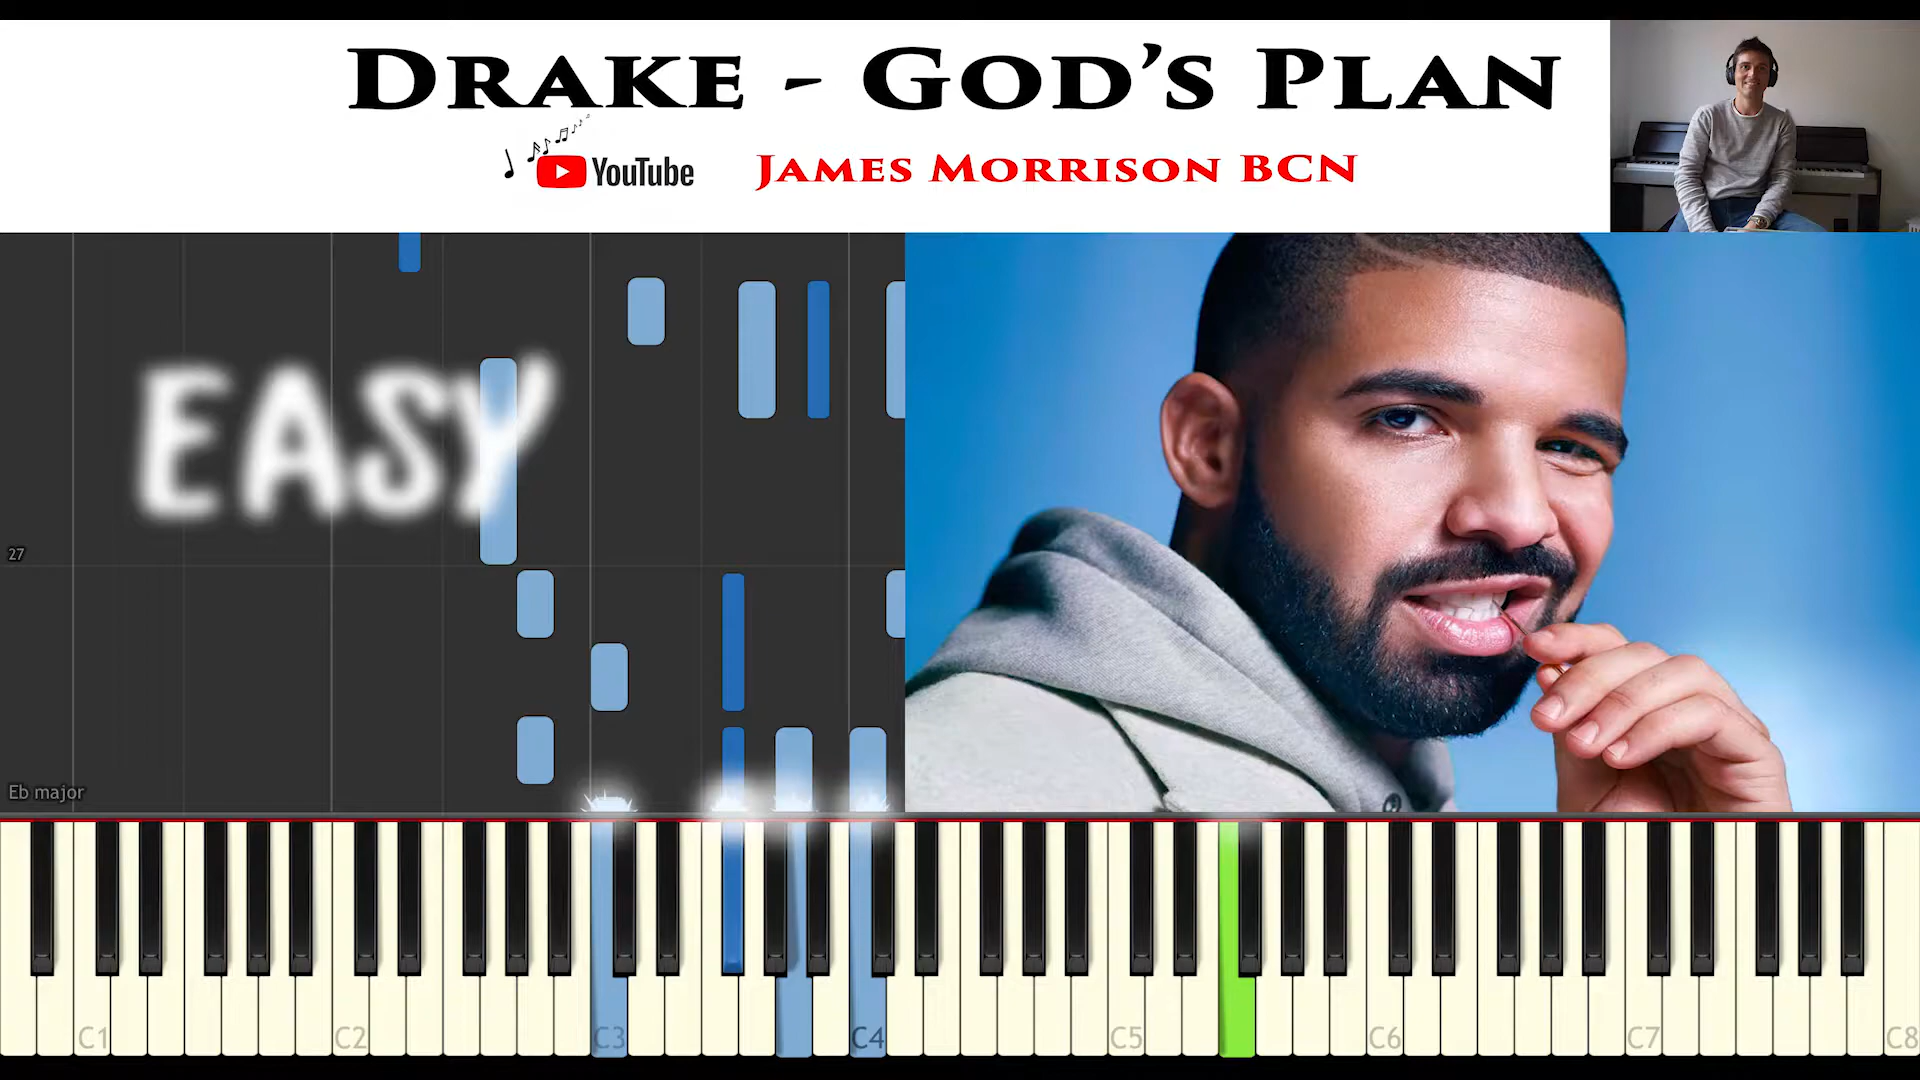 DRAKE - GOD'S PLAN
YouTube
JAMES MORRISON BCN
EASY
27
Eb major
C1 C2 C3 C4 C5 C6 C7 C8